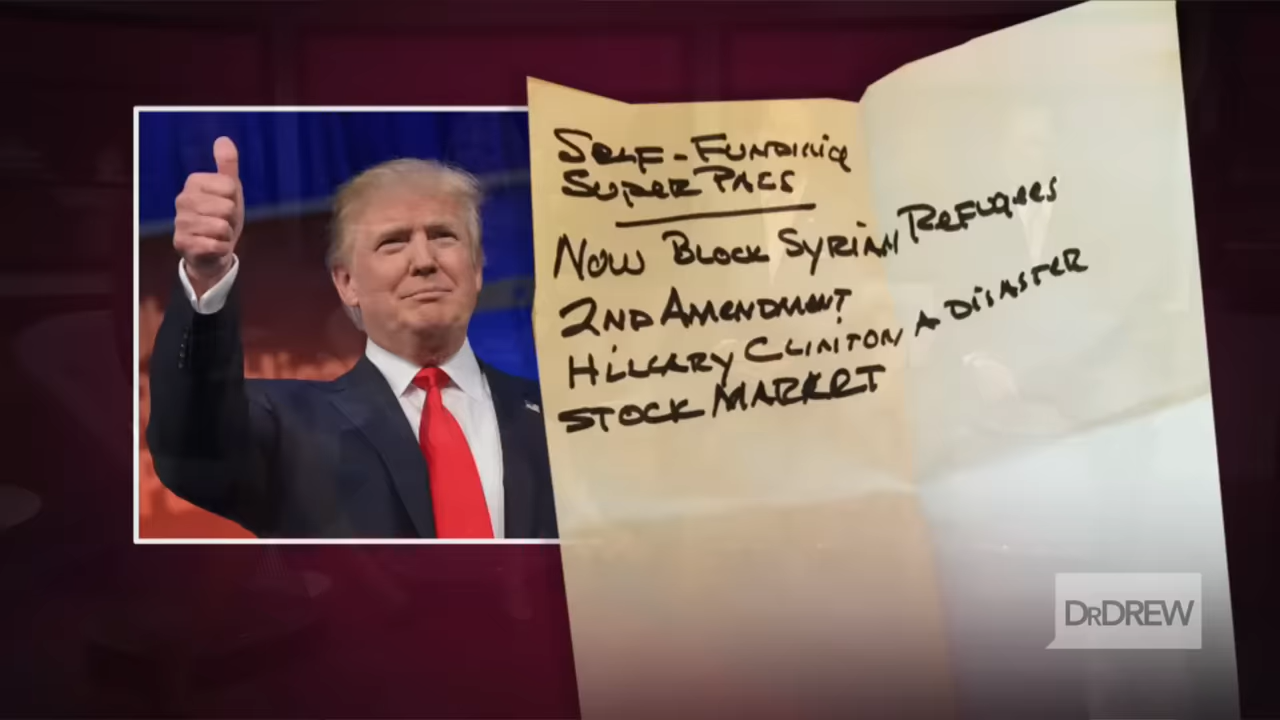 SELF-FUNDING
SUPER PACS
NOW BLOCK SYRIAN REFUGEES
2ND AMENDMENT
HILLARY CLINTON A DISASTER
STOCK MARKET
DRDREW